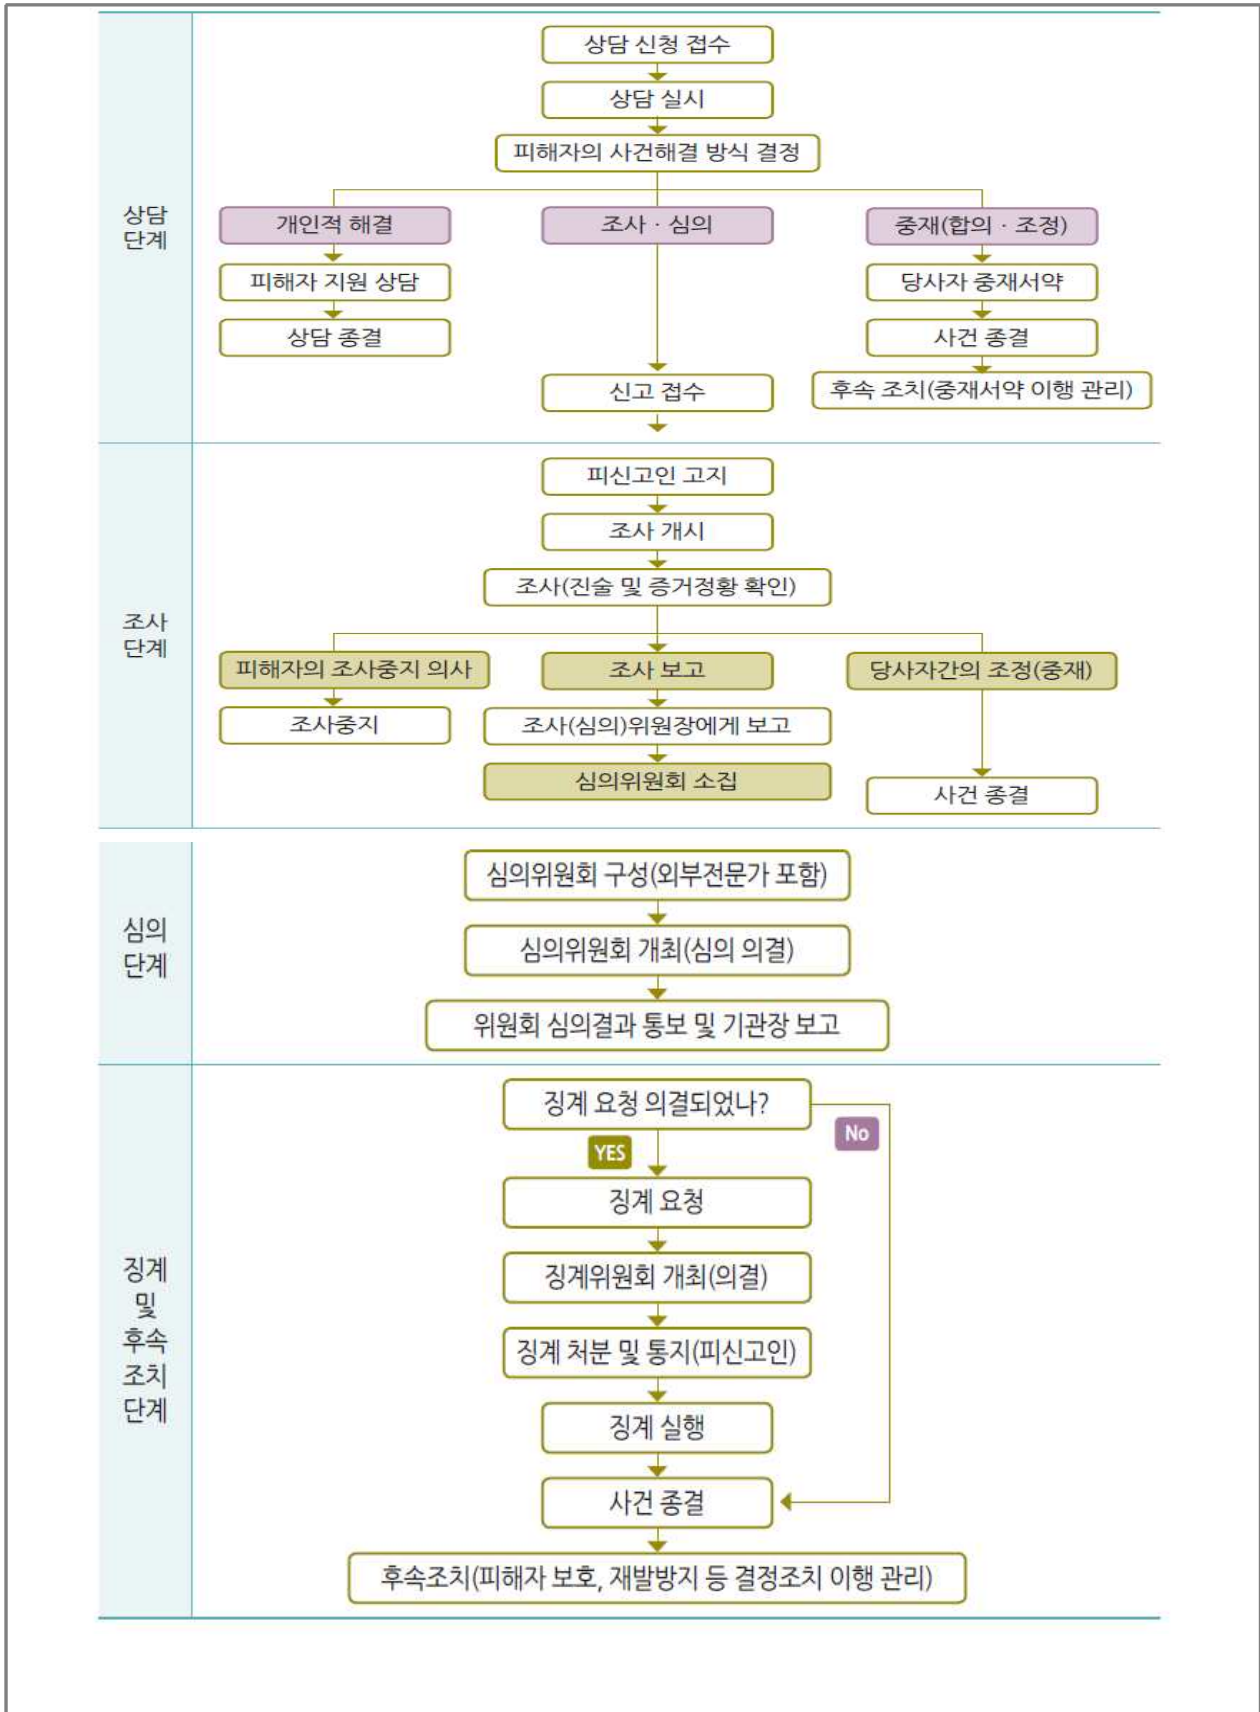 상담
단계
상담 신청 접수
상담 실시
피해자의 사건해결 방식 결정
개인적 해결
조사 · 심의
중재(합의 · 조정)
피해자 지원 상담
당사자 중재서약
상담 종결
사건 종결
신고 접수
후속 조치(중재서약 이행 관리)
조사
단계
피신고인 고지
조사 개시
조사(진술 및 증거정황 확인)
피해자의 조사중지 의사
조사 보고
당사자간의 조정(중재)
조사중지
조사(심의)위원장에게 보고
심의위원회 소집
사건 종결
심의
단계
심의위원회 구성(외부전문가 포함)
심의위원회 개최(심의 의결)
위원회 심의결과 통보 및 기관장 보고
징계
및
후속
조치
단계
징계 요청 의결되었나?
No
YES
징계 요청
징계위원회 개최(의결)
징계 처분 및 통지(피신고인)
징계 실행
사건 종결
후속조치(피해자 보호, 재발방지 등 결정조치 이행 관리)